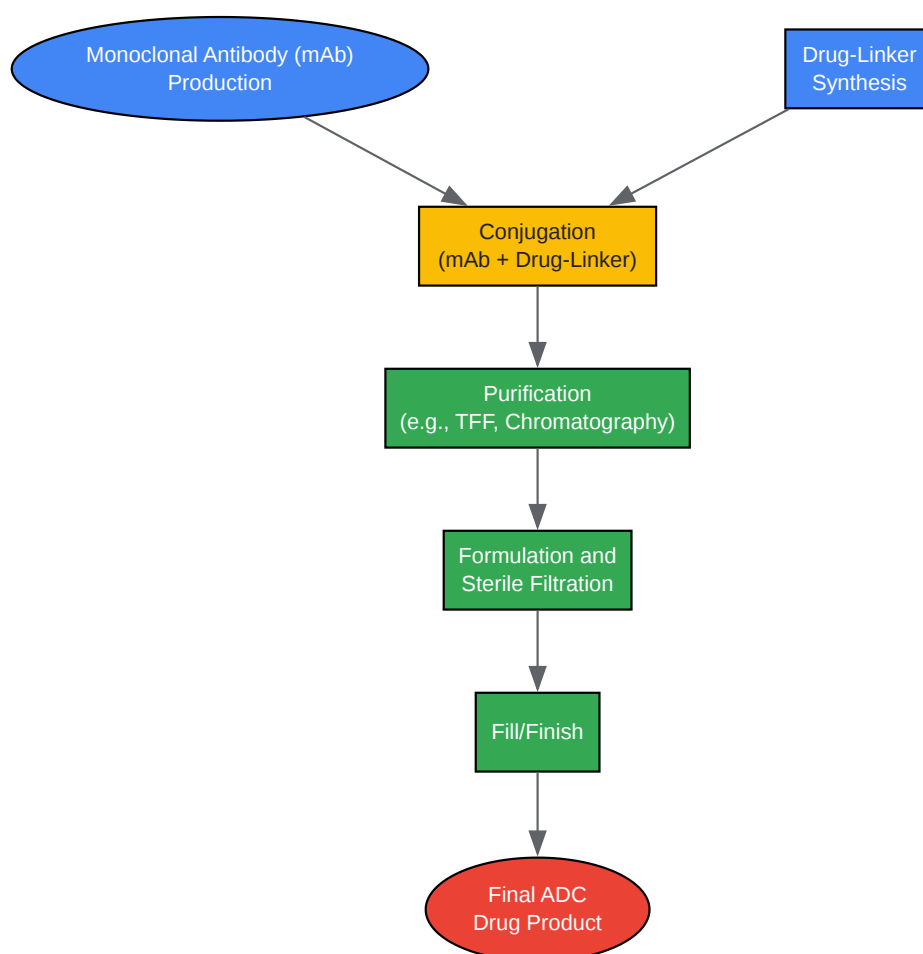 Monoclonal Antibody (mAb)
Production
Drug-Linker
Synthesis
Conjugation
(mAb + Drug-Linker)
Purification
(e.g., TFF, Chromatography)
Formulation and
Sterile Filtration
Fill/Finish
Final ADC
Drug Product